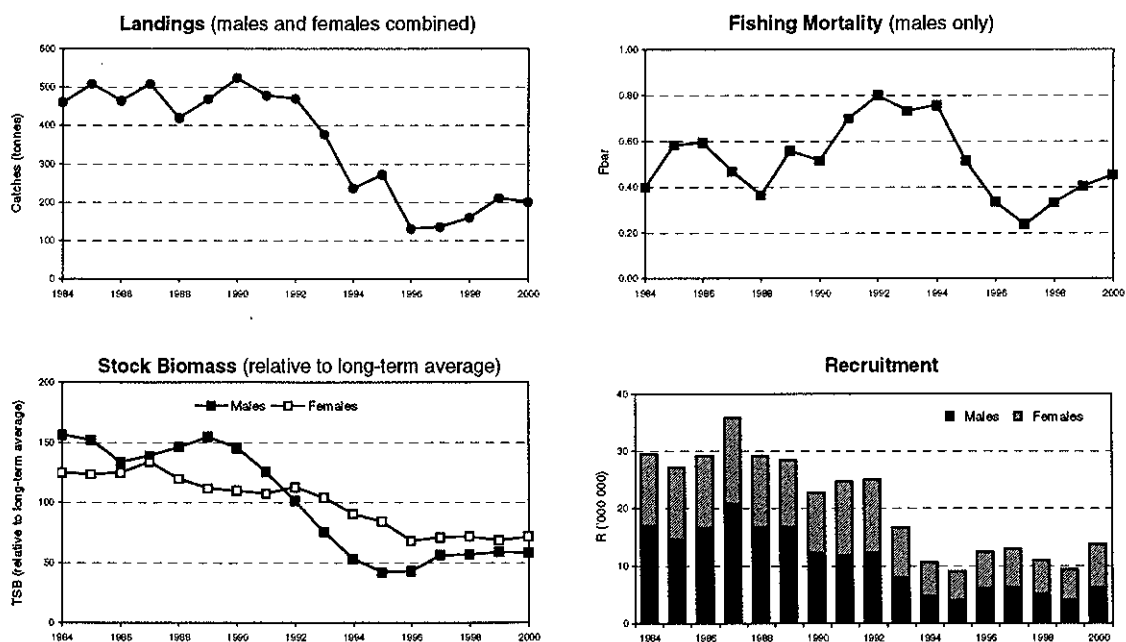 Landings (males and females combined)
Catches (tonnes)
600
500
400
300
200
100
0
1984 1986 1988 1990 1992 1994 1996 1998 2000
Fishing Mortality (males only)
Fbar
1.00
0.80
0.60
0.40
0.20
0.00
1984 1986 1988 1990 1992 1994 1996 1998 2000
Stock Biomass (relative to long-term average)
TSB (relative to long-term average)
Males Females
200
150
100
50
0
1984 1986 1988 1990 1992 1994 1996 1998 2000
Recruitment
R ('000 000)
Males Females
40
30
20
10
0
1984 1986 1988 1990 1992 1994 1996 1998 2000